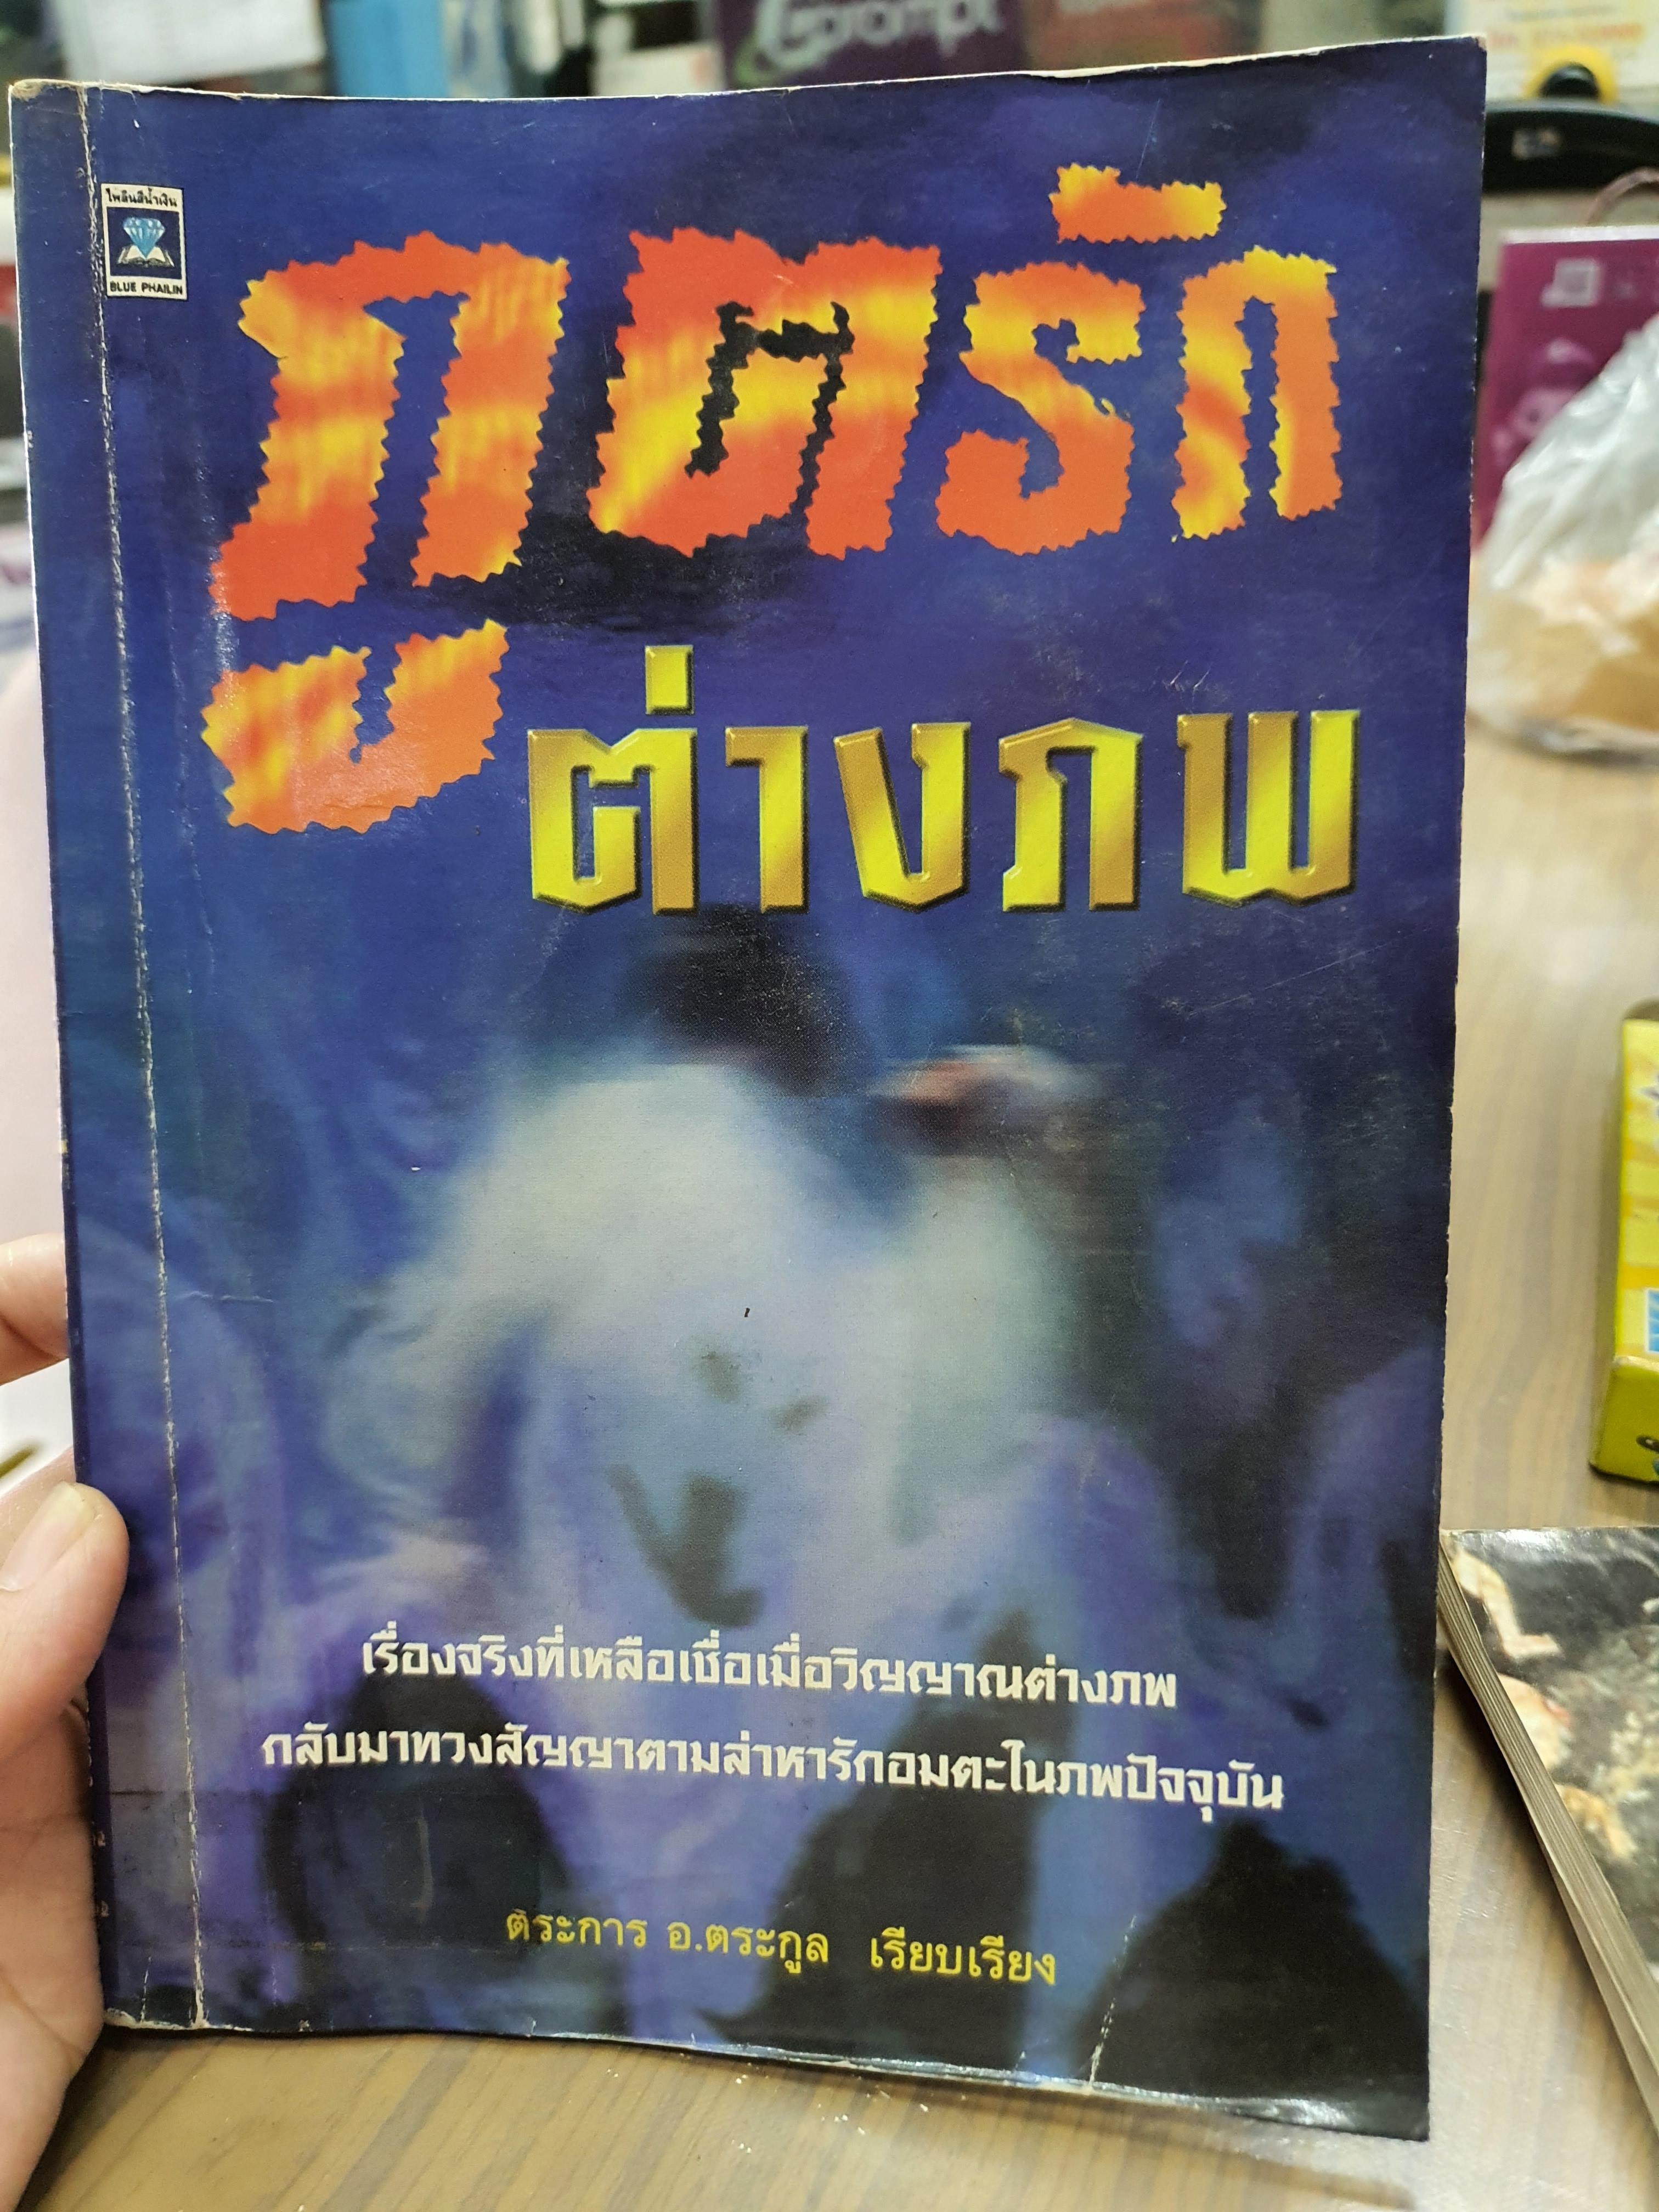 prompt
ไพลินสีน้ำเงิน
BLUE PHAILIN
ภูตรัก
ต่างภพ
เรื่องจริงที่เหลือเชื่อเมื่อวิญญาณต่างภพ
กลับมาทวงสัญญาตามล่าหารักอมตะในภพปัจจุบัน
ตระการ อ.ตระกูล เรียบเรียง